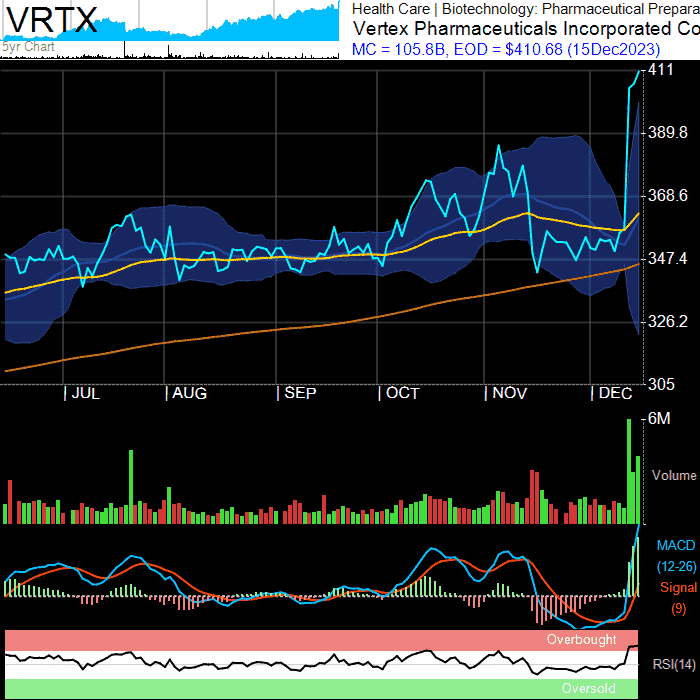 VRTX
5yr Chart
Health Care | Biotechnology: Pharmaceutical Prepara
Vertex Pharmaceuticals Incorporated Co
MC = 105.8B, EOD = $410.68 (15Dec2023)
411
389.8
368.6
347.4
326.2
305
| JUL | AUG | SEP | OCT | NOV | DEC
6M
Volume
MACD
(12-26)
Signal
(9)
Overbought
RSI(14)
Oversold